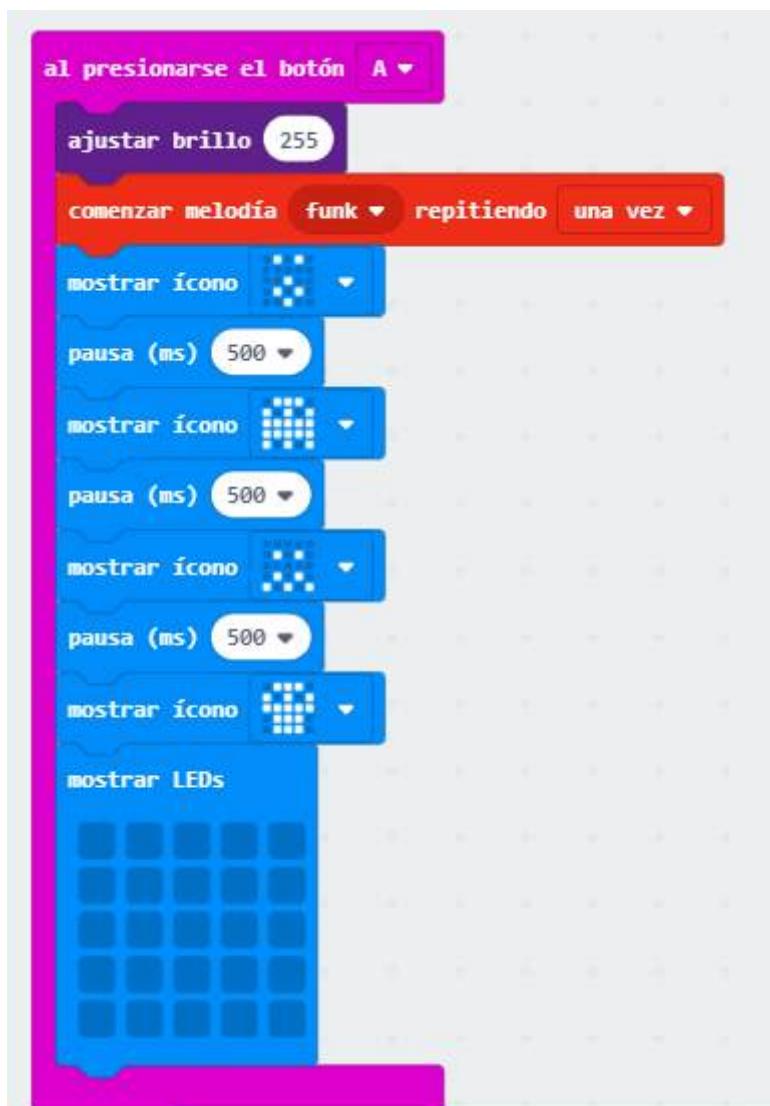 al presionarse el botón A
ajustar brillo 255
comenzar melodía funk repitiendo una vez
mostrar ícono
pausa (ms) 500
mostrar ícono
pausa (ms) 500
mostrar ícono
pausa (ms) 500
mostrar ícono
mostrar LEDs